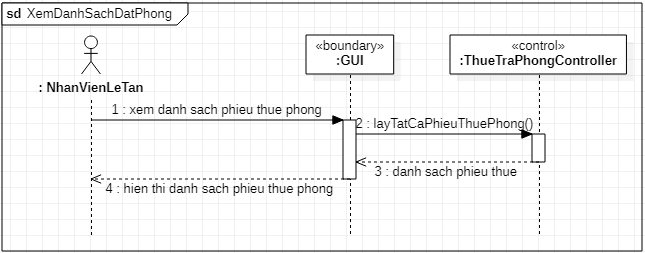 sd XemDanhSachDatPhong
: NhanVienLeTan
«boundary»
:GUI
«control»
:ThueTraPhongController
1 : xem danh sach phieu thue phong
2 : layTatCaPhieuThuePhong()
3 : danh sach phieu thue
4 : hien thi danh sach phieu thue phong